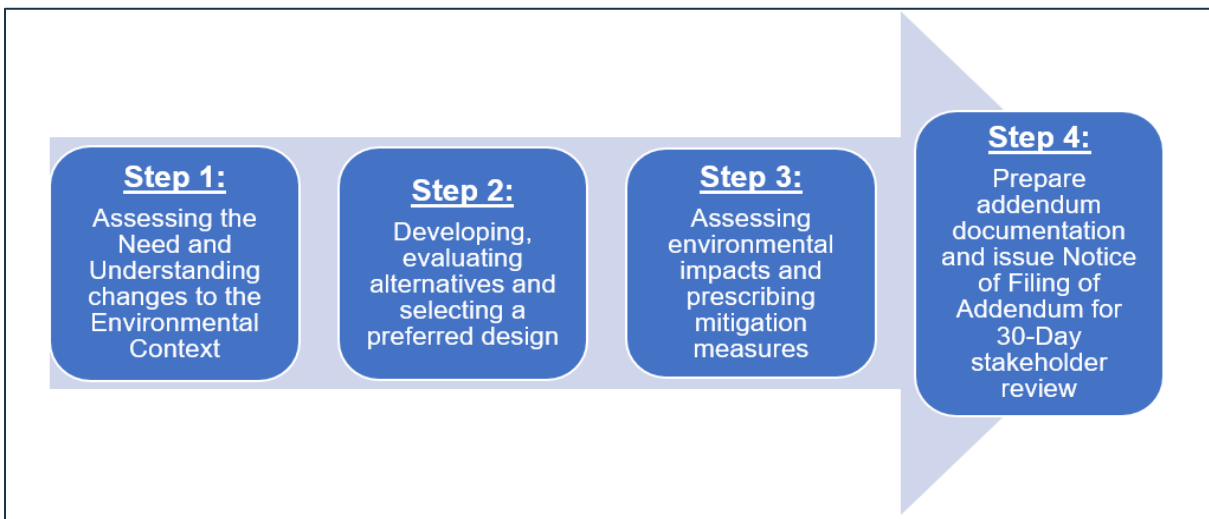 Step 1:
Assessing the
Need and
Understanding
changes to the
Environmental
Context
Step 2:
Developing,
evaluating
alternatives and
selecting a
preferred design
Step 3:
Assessing
environmental
impacts and
prescribing
mitigation
measures
Step 4:
Prepare
addendum
documentation
and issue Notice
of Filing of
Addendum for
30-Day
stakeholder
review